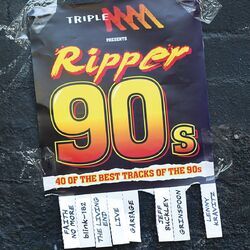 TRIPLE MMM
PRESENTS
Ripper
90s
40 OF THE BEST TRACKS OF THE 90s
FAITH
NO MORE
blink-182
THE LIVING
END
LIVE
GARBAGE
JEFF
BUCKLEY
GRINSPOON
LENNY
KRAVITZ